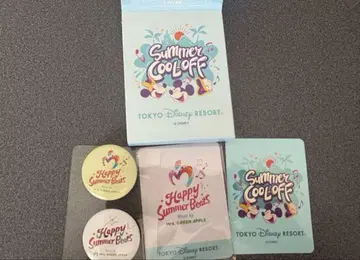 Summer
COOL OFF
TOKYO Disney RESORT®
© DISNEY
Happy
Summer Beats
Happy
Summer Beats
Happy
Summer Beats
Music by
Mrs. GREEN APPLE
TOKYO Disney RESORT®
Summer
COOL OFF
TOKYO Disney RESORT®